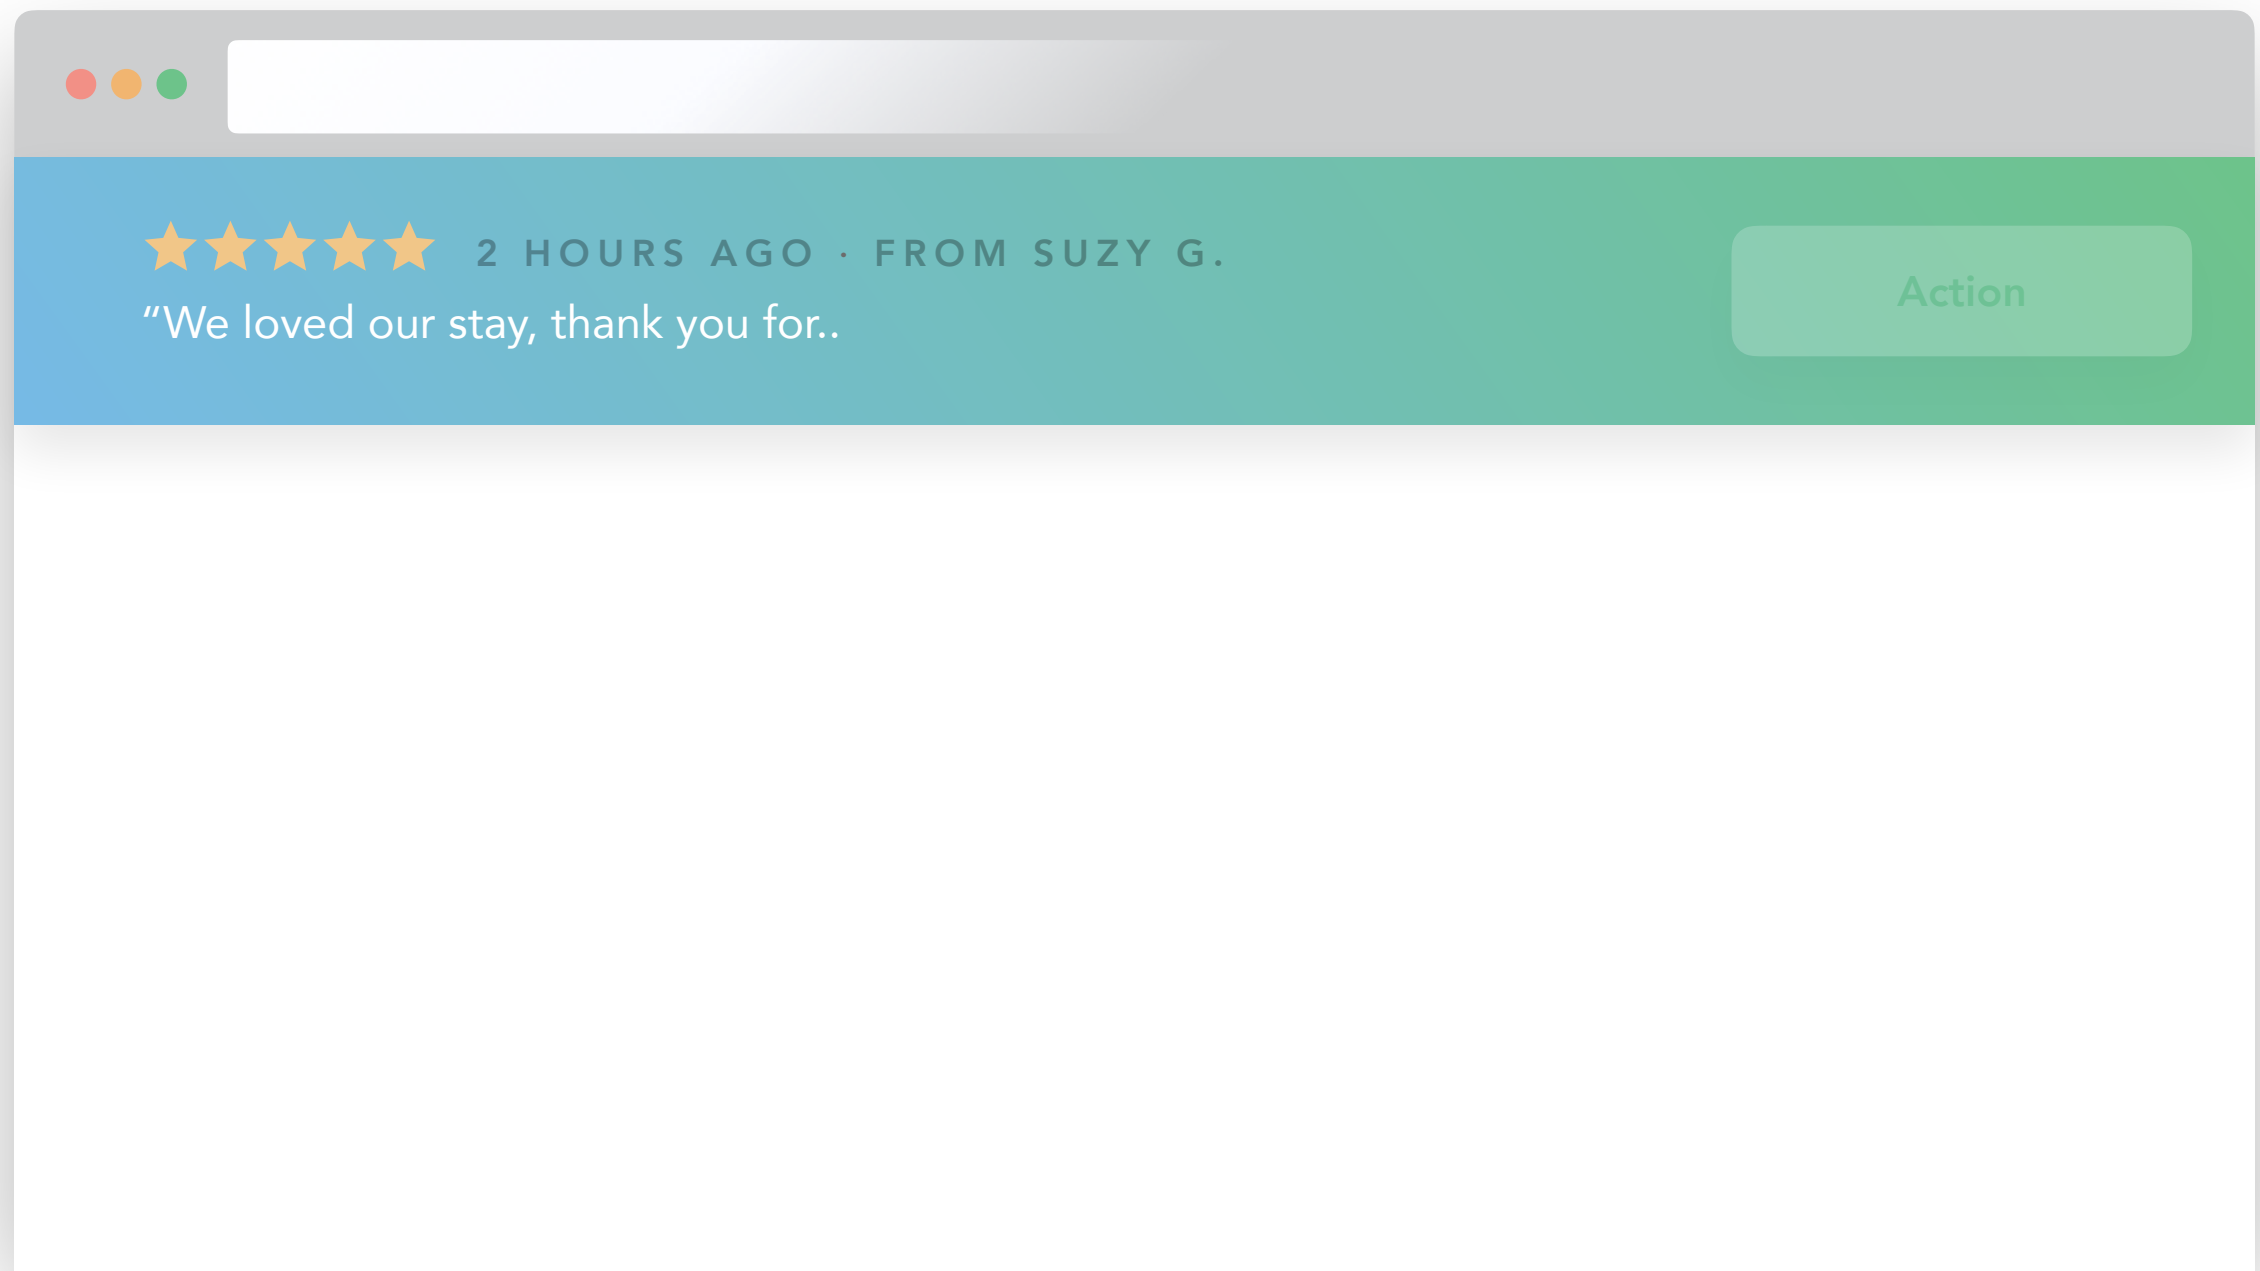 2 HOURS AGO · FROM SUZY G.
“We loved our stay, thank you for..
Action